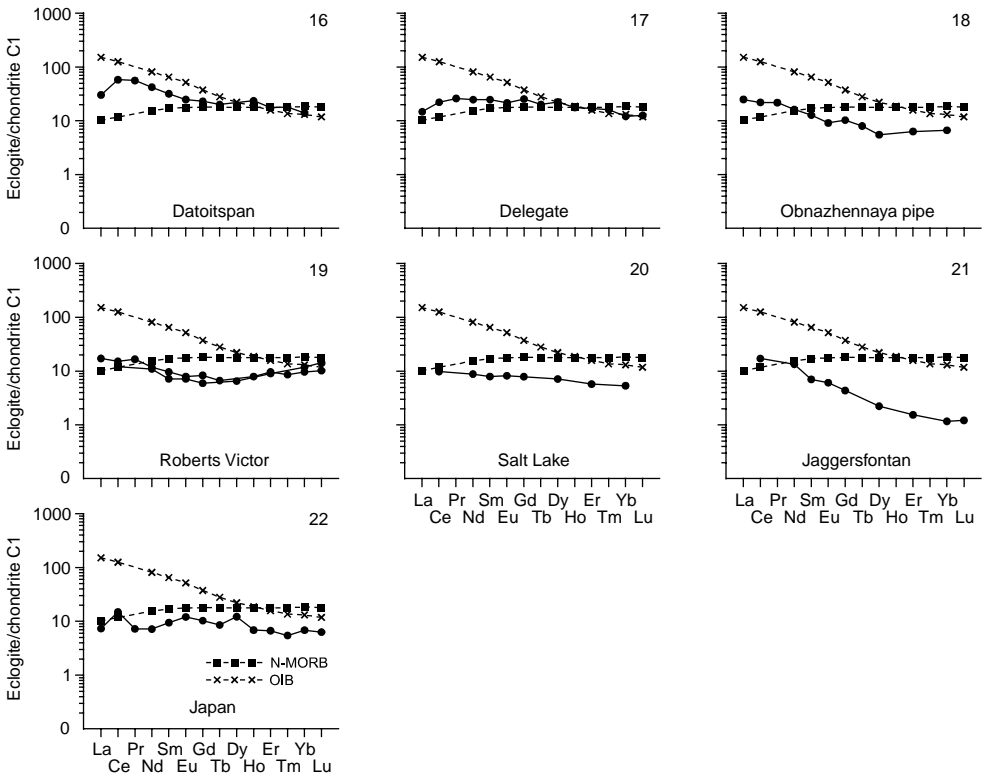 Eclogite/chondrite C1
1000
100
10
1
0
16
Datoitspan
17
Delegate
18
Obnazhennaya pipe
Eclogite/chondrite C1
1000
100
10
1
0
19
Roberts Victor
20
Salt Lake
La Pr Sm Gd Dy Er Yb
Ce Nd Eu Tb Ho Tm Lu
21
Jaggersfontan
La Pr Sm Gd Dy Er Yb
Ce Nd Eu Tb Ho Tm Lu
Eclogite/chondrite C1
1000
100
10
1
0
22
N-MORB
OIB
Japan
La Pr Sm Gd Dy Er Yb
Ce Nd Eu Tb Ho Tm Lu